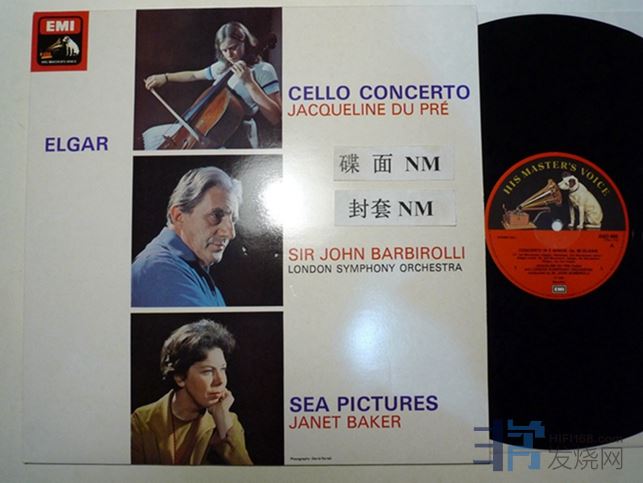 EMI
HIS MASTER'S VOICE
ELGAR
CELLO CONCERTO
JACQUELINE DU PRÉ
碟 面 NM
封套 NM
SIR JOHN BARBIROLLI
LONDON SYMPHONY ORCHESTRA
SEA PICTURES
JANET BAKER
HIS MASTER'S VOICE
EMI
HIFI168.com
发烧网